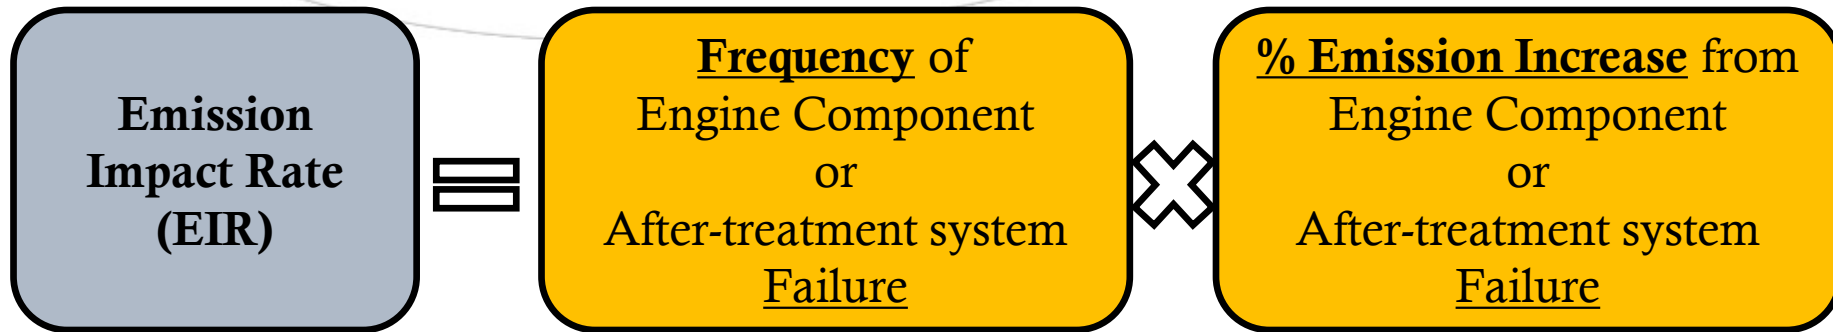 Emission
Impact Rate
(EIR)
Frequency of
Engine Component
or
After-treatment system
Failure
% Emission Increase from
Engine Component
or
After-treatment system
Failure